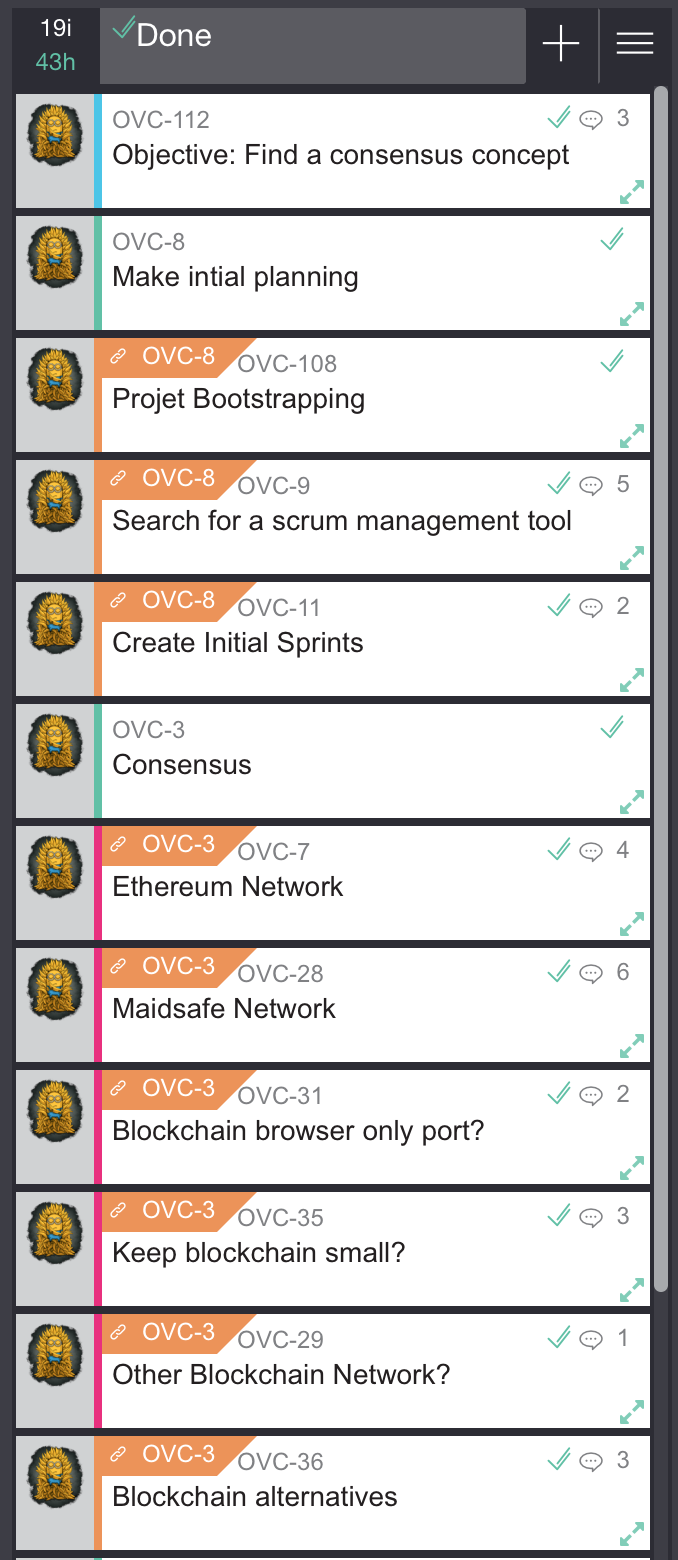 19i
43h
Done
OVC-112
3
Objective: Find a consensus concept
OVC-8
Make intial planning
OVC-8
OVC-108
Projet Bootstrapping
OVC-8
OVC-9
5
Search for a scrum management tool
OVC-8
OVC-11
2
Create Initial Sprints
OVC-3
Consensus
OVC-3
OVC-7
4
Ethereum Network
OVC-3
OVC-28
6
Maidsafe Network
OVC-3
OVC-31
2
Blockchain browser only port?
OVC-3
OVC-35
3
Keep blockchain small?
OVC-3
OVC-29
1
Other Blockchain Network?
OVC-3
OVC-36
3
Blockchain alternatives